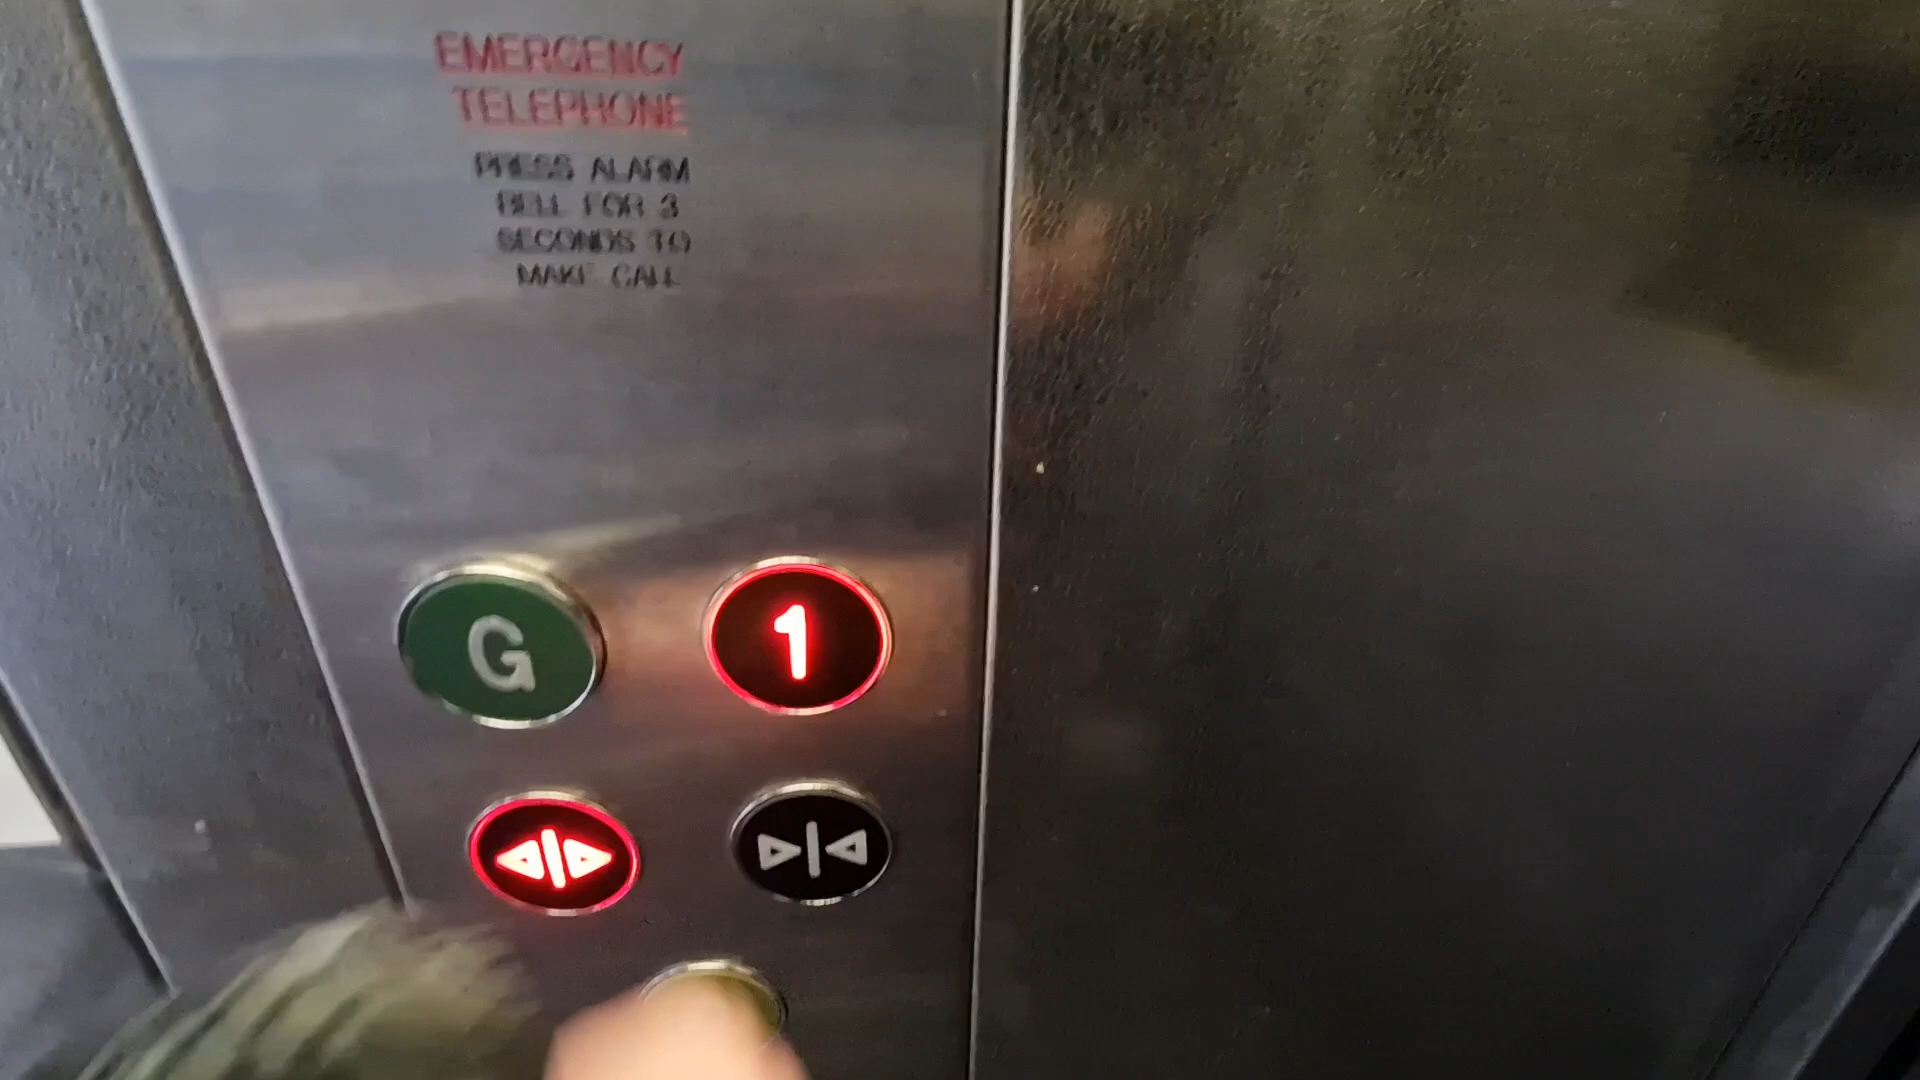 EMERGENCY
TELEPHONE
PRESS ALARM
BELL FOR 3
SECONDS TO
MAKE CALL
G
1